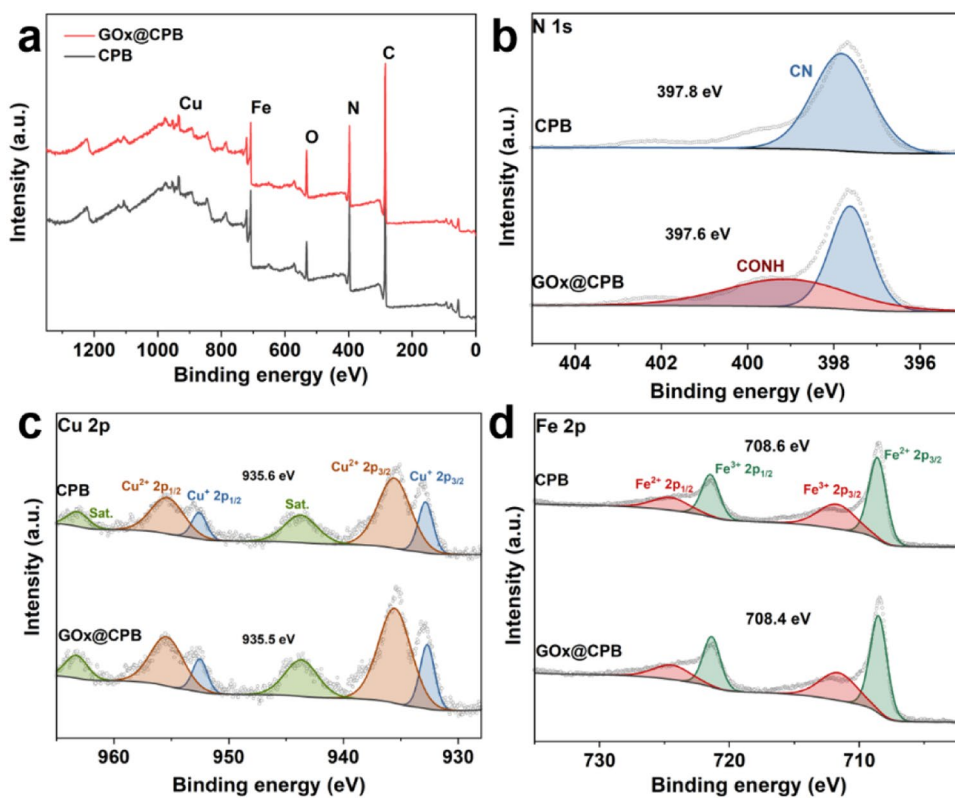 a
GOx@CPB
CPB
Cu
Fe
O
N
C
Intensity (a.u.)
1200 1000 800 600 400 200 0
Binding energy (eV)
b
N 1s
CN
397.8 eV
CPB
397.6 eV
CONH
GOx@CPB
Intensity (a.u.)
404 402 400 398 396
Binding energy (eV)
c
Cu 2p
CPB
Sat.
Cu²⁺ 2p₁/₂
Cu⁺ 2p₁/₂
935.6 eV
Sat.
Cu²⁺ 2p₃/₂
Cu⁺ 2p₃/₂
GOx@CPB
935.5 eV
Intensity (a.u.)
960 950 940 930
Binding energy (eV)
d
Fe 2p
708.6 eV
CPB
Fe²⁺ 2p₁/₂
Fe³⁺ 2p₁/₂
Fe³⁺ 2p₃/₂
Fe²⁺ 2p₃/₂
708.4 eV
GOx@CPB
Intensity (a.u.)
730 720 710
Binding energy (eV)